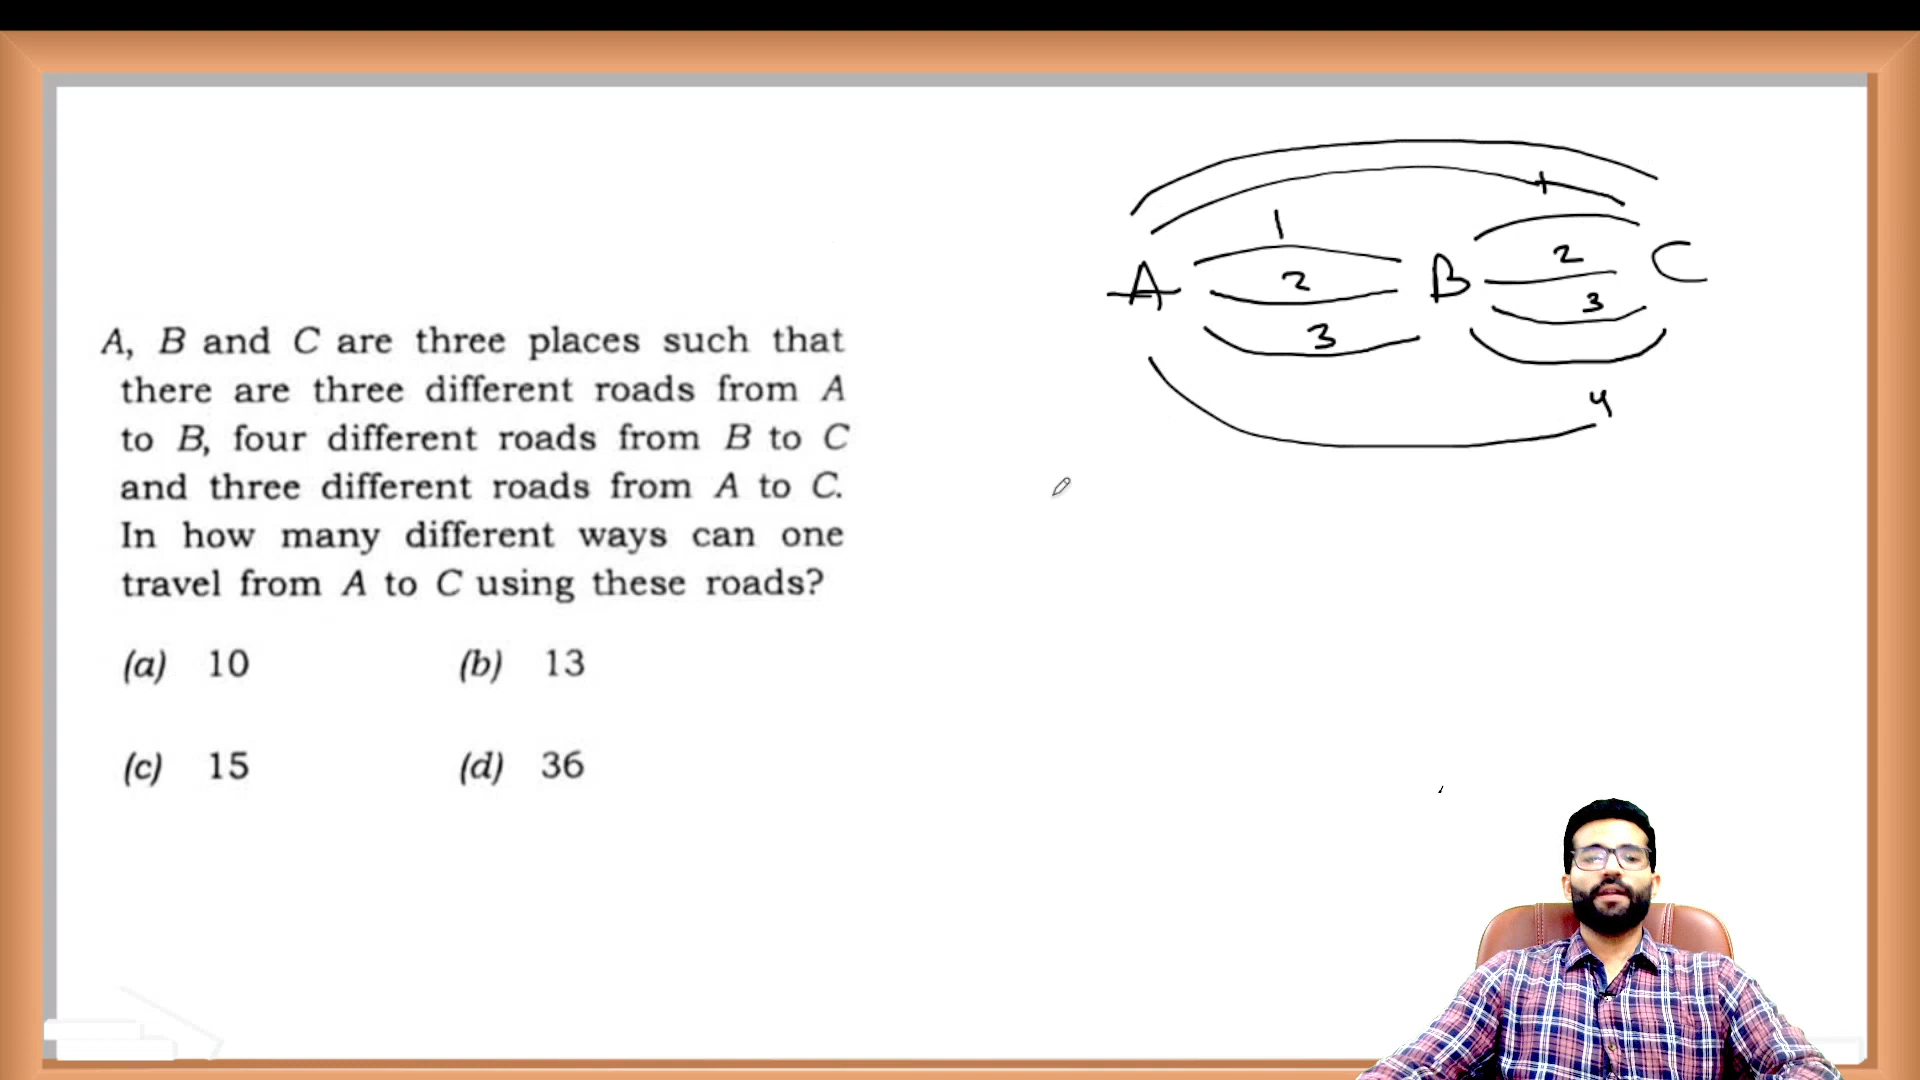 A, B and C are three places such that
there are three different roads from A
to B, four different roads from B to C
and three different roads from A to C.
In how many different ways can one
travel from A to C using these roads?
(a) 10 (b) 13
(c) 15 (d) 36
A 1 2 3 B 1 2 3 4 C